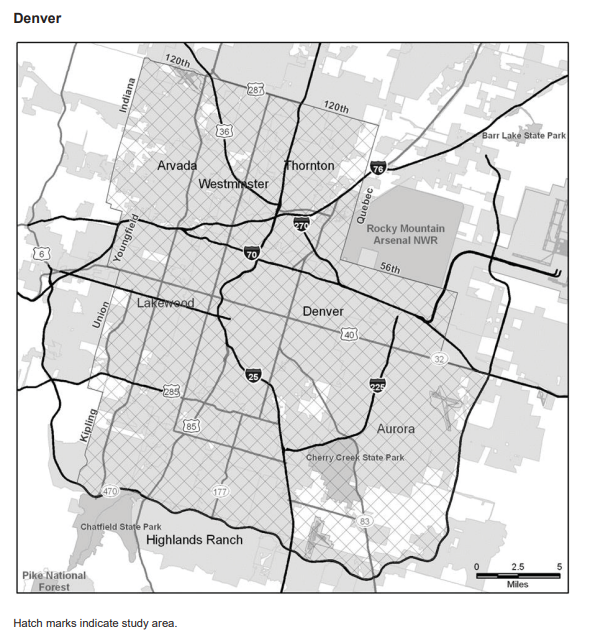 Denver
120th
Indiana
287
120th
36
Barr Lake State Park
Arvada
Thornton
76
Westminster
Quebec
Youngfield
270
Rocky Mountain
Arsenal NWR
6
70
56th
Union
Lakewood
Denver
40
32
25
225
285
Kipling
85
Aurora
Cherry Creek State Park
470
177
83
Chatfield State Park
Highlands Ranch
0 2.5 5
Miles
Pike National
Forest
Hatch marks indicate study area.